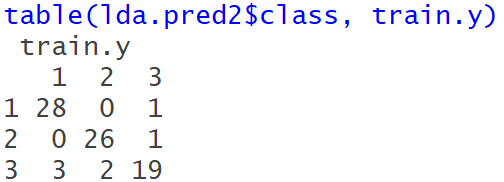 table(lda.pred2$class, train.y)
train.y
1 2 3
1 28 0 1
2 0 26 1
3 3 2 19